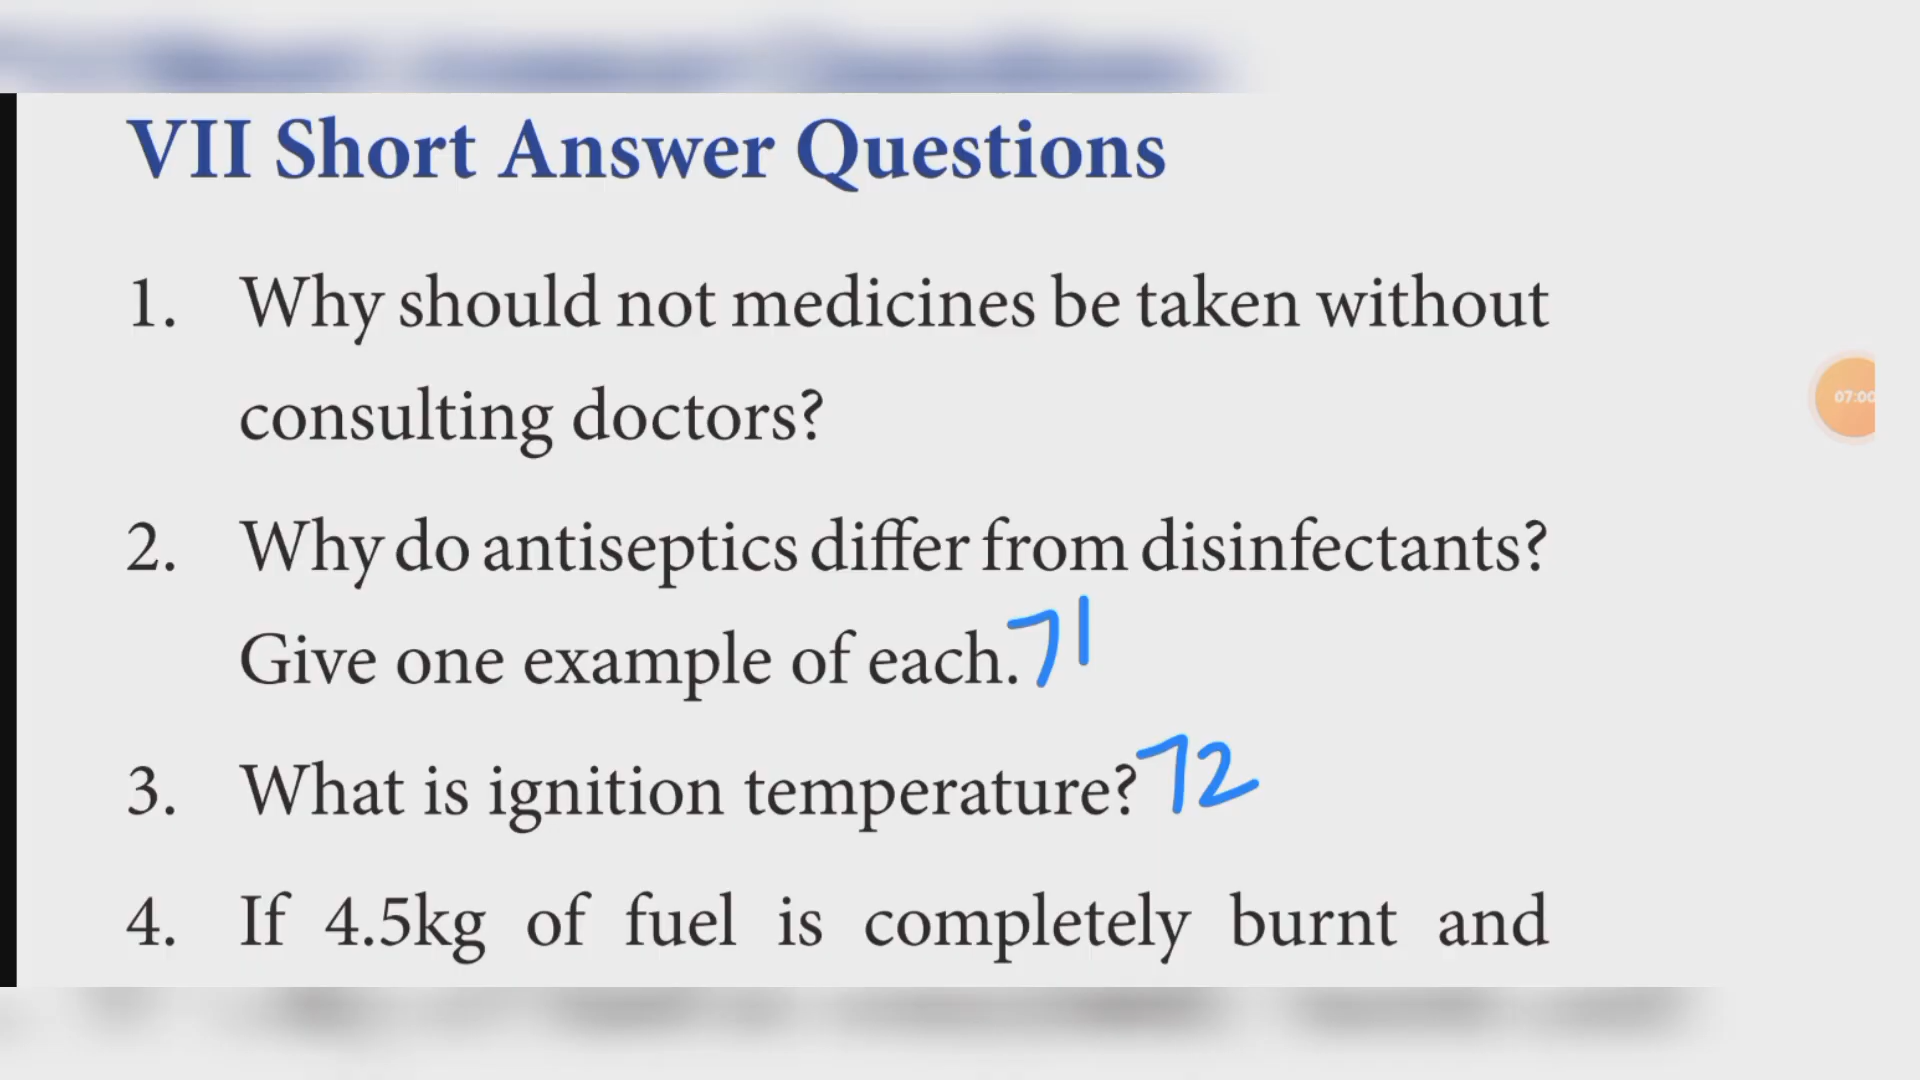 VII Short Answer Questions
1. Why should not medicines be taken without
consulting doctors?
2. Why do antiseptics differ from disinfectants?
Give one example of each. 71
3. What is ignition temperature? 72
4. If 4.5kg of fuel is completely burnt and
07:00